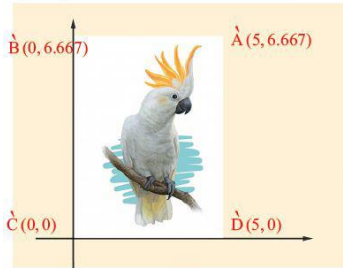 B̀ (0, 6.667)
À (5, 6.667)
C̀ (0, 0)
D̀ (5, 0)